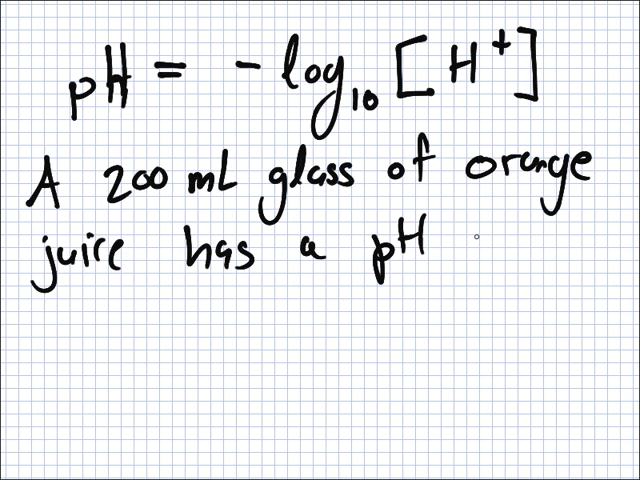 pH = - log₁₀ [H⁺]
A 200 mL glass of orange
juice has a pH